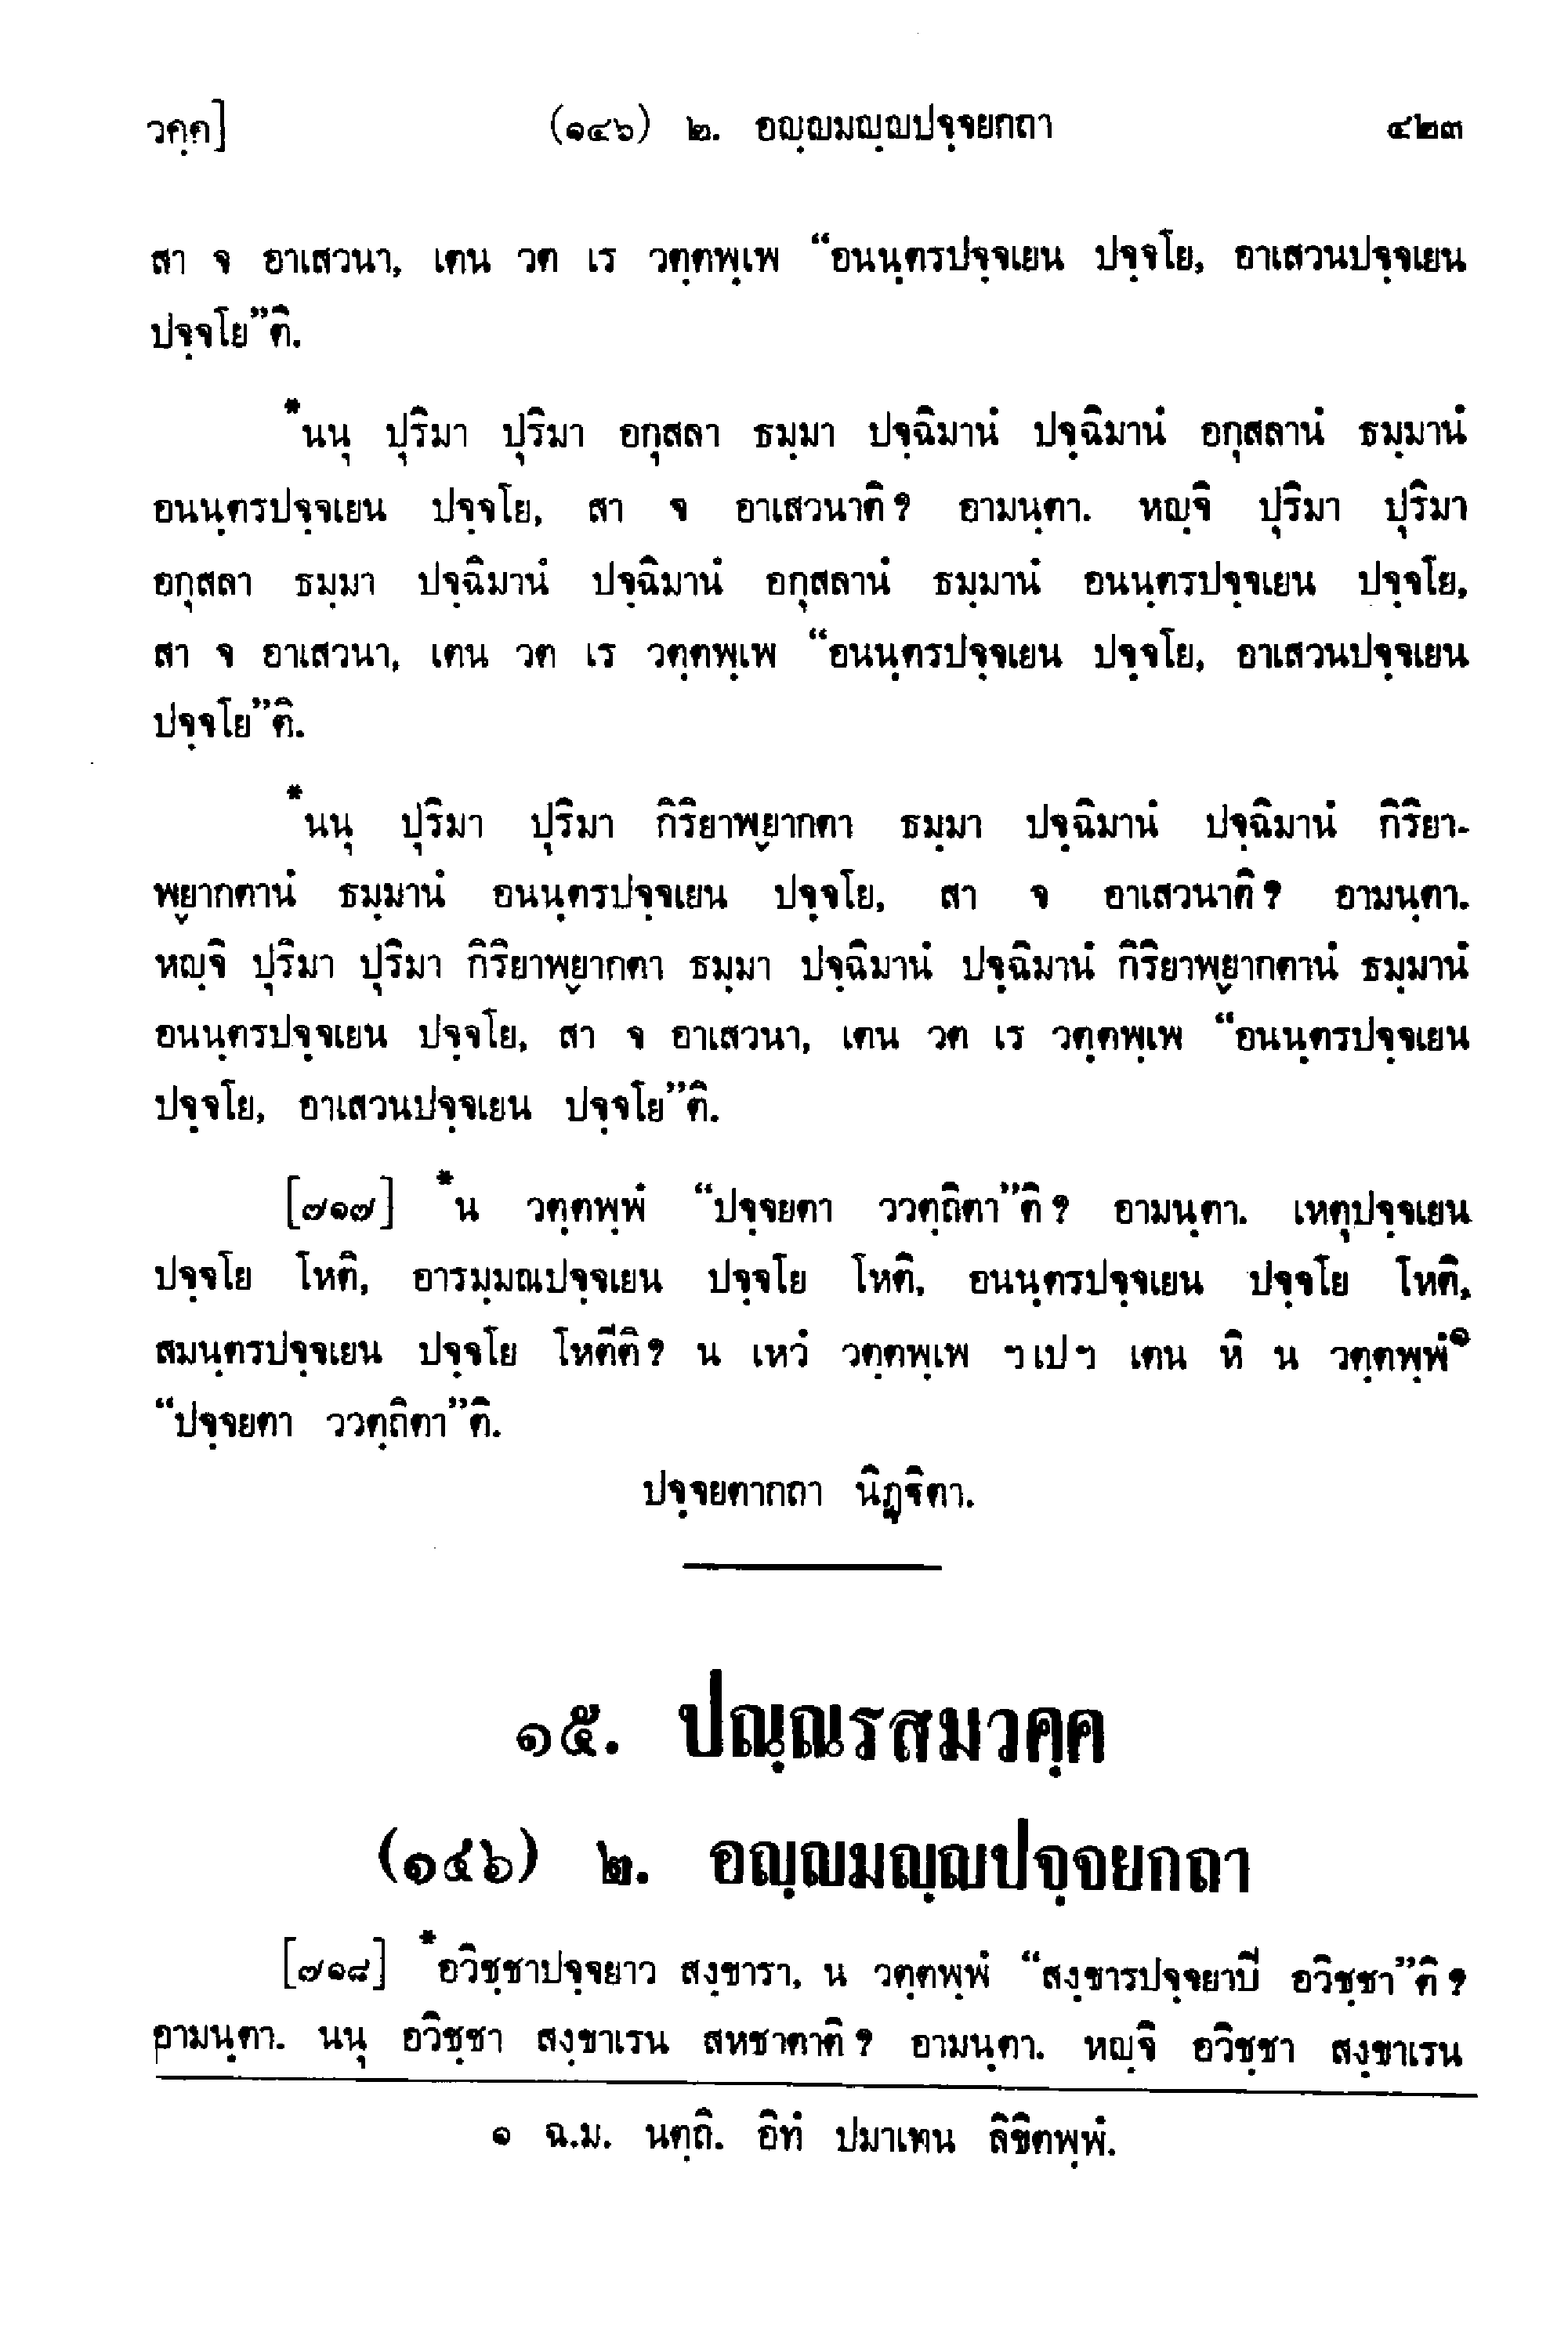 วคฺค] (๑๔๖) ๒. อญฺญมญฺญปจฺจยกถา ๔๒๓
สา จ อาเสวนา, เตน วต เร วตฺตพฺเพ “อนนฺตรปจฺจเยน ปจฺจโย, อาเสวนปจฺจเยน
ปจฺจโย”ติ.
*นนุ ปุริมา ปุริมา อกุสลา ธมฺมา ปจฺฉิมานํ ปจฺฉิมานํ อกุสลานํ ธมฺมานํ
อนนฺตรปจฺจเยน ปจฺจโย, สา จ อาเสวนาติ? อามนฺตา. หญฺจิ ปุริมา ปุริมา
อกุสลา ธมฺมา ปจฺฉิมานํ ปจฺฉิมานํ อกุสลานํ ธมฺมานํ อนนฺตรปจฺจเยน ปจฺจโย,
สา จ อาเสวนา, เตน วต เร วตฺตพฺเพ “อนนฺตรปจฺจเยน ปจฺจโย, อาเสวนปจฺจเยน
ปจฺจโย”ติ.
*นนุ ปุริมา ปุริมา กิริยาพฺยากตา ธมฺมา ปจฺฉิมานํ ปจฺฉิมานํ กิริยา-
พฺยากตานํ ธมฺมานํ อนนฺตรปจฺจเยน ปจฺจโย, สา จ อาเสวนาติ? อามนฺตา.
หญฺจิ ปุริมา ปุริมา กิริยาพฺยากตา ธมฺมา ปจฺฉิมานํ ปจฺฉิมานํ กิริยาพฺยากตานํ ธมฺมานํ
อนนฺตรปจฺจเยน ปจฺจโย, สา จ อาเสวนา, เตน วต เร วตฺตพฺเพ “อนนฺตรปจฺจเยน
ปจฺจโย, อาเสวนปจฺจเยน ปจฺจโย”ติ.
[๗๑๗] *น วตฺตพฺพํ “ปจฺจยตา ววตฺถิตา”ติ? อามนฺตา. เหตุปจฺจเยน
ปจฺจโย โหติ, อารมฺมณปจฺจเยน ปจฺจโย โหติ, อนนฺตรปจฺจเยน ปจฺจโย โหติ,
สมนฺตรปจฺจเยน ปจฺจโย โหตีติ? น เหวํ วตฺตพฺเพ ฯเปฯ เตน หิ น วตฺตพฺพํ๑
“ปจฺจยตา ววตฺถิตา”ติ.
ปจฺจยตากถา นิฏฺฐิตา.
๑๕. ปณฺณรสมวคฺค
(๑๔๖) ๒. อญฺญมญฺญปจฺจยกถา
[๗๑๘] *อวิชฺชาปจฺจยาว สงฺขารา, น วตฺตพฺพํ “สงฺขารปจฺจยาปี อวิชฺชา”ติ?
อามนฺตา. นนุ อวิชฺชา สงฺขาเรน สหชาตาติ? อามนฺตา. หญฺจิ อวิชฺชา สงฺขาเรน
๑ ฉ.ม. นตฺถิ. อิทํ ปมาเทน ลิขิตพฺพํ.